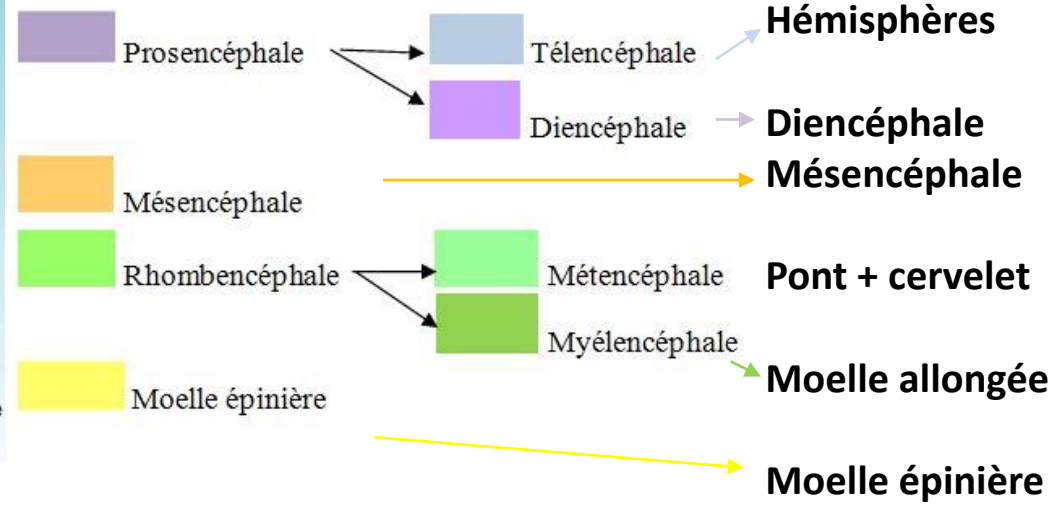 Hémisphères
Prosencéphale
Télencéphale
Diencéphale
Diencéphale
Mésencéphale
Mésencéphale
Rhombencéphale
Métencéphale
Pont + cervelet
Myélencéphale
Moelle allongée
Moelle épinière
Moelle épinière